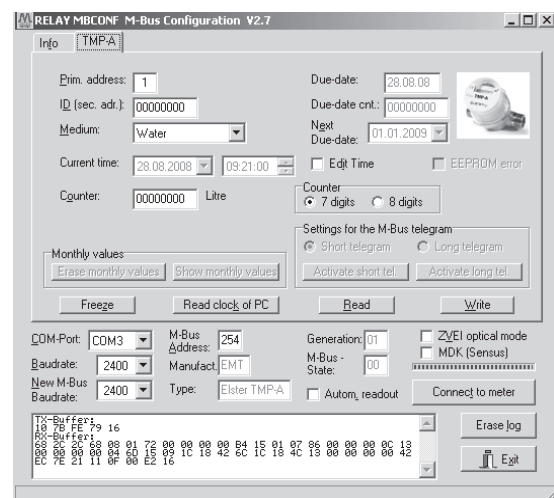 RELAY MBCONF M-Bus Configuration V2.7
Info TMP-A
Prim. address: 1 Due-date: 28.08.08
ID (sec. adr.): 00000000 Due-date cnt.: 00000000
Medium: Water Next Due-date: 01.01.2009
Current time: 28.08.2008 09:21:00 Edit Time EEPROM error
Counter: 00000000 Litre
Counter
7 digits 8 digits
Settings for the M-Bus telegram
Short telegram Long telegram
Monthly values
Erase monthly values Show monthly values Activate short tel. Activate long tel.
Freeze Read clock of PC Read Write
COM-Port: COM3 M-Bus Address: 254 Generation: 01 ZVEI optical mode
MDK (Sensus)
Baudrate: 2400 Manufact. EMT M-Bus - State: 00
New M-Bus Baudrate: 2400 Type: Elster TMP-A Autom. readout Connect to meter
TX-Buffer:
10 7B FE 79 16
RX-Buffer:
68 2C 2C 68 08 01 72 00 00 00 00 B4 15 01 07 86 00 00 00 0C 13
00 00 00 00 04 6D 15 09 1C 18 42 6C 1C 18 4C 13 00 00 00 00 42
EC 7E 21 11 0F 00 E2 16
Erase log
Exit